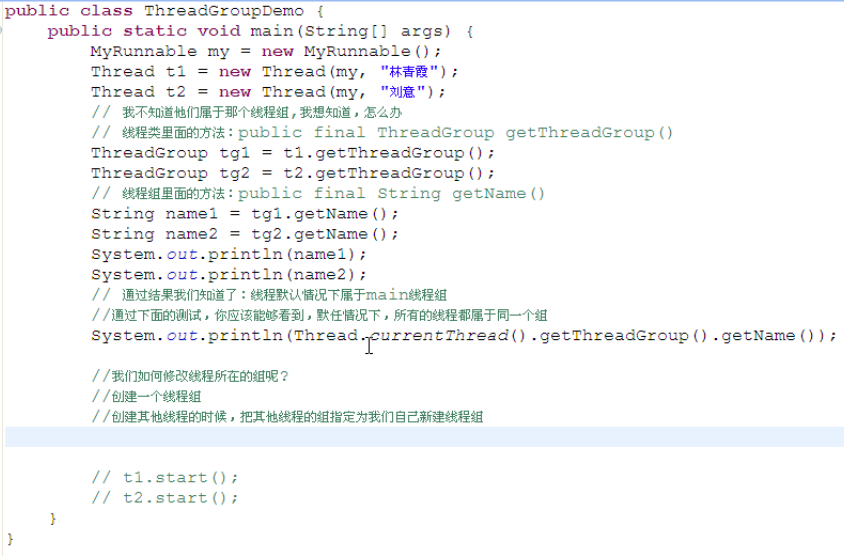 public class ThreadGroupDemo {
public static void main(String[] args) {
MyRunnable my = new MyRunnable();
Thread t1 = new Thread(my, "林青霞");
Thread t2 = new Thread(my, "刘意");
// 我不知道他们属于那个线程组,我想知道，怎么办
// 线程类里面的方法：public final ThreadGroup getThreadGroup()
ThreadGroup tg1 = t1.getThreadGroup();
ThreadGroup tg2 = t2.getThreadGroup();
// 线程组里面的方法：public final String getName()
String name1 = tg1.getName();
String name2 = tg2.getName();
System.out.println(name1);
System.out.println(name2);
// 通过结果我们知道了：线程默认情况下属于main线程组
//通过下面的测试，你应该能够看到，默任情况下，所有的线程都属于同一个组
System.out.println(Thread.currentThread().getThreadGroup().getName());
//我们如何修改线程所在的组呢？
//创建一个线程组
//创建其他线程的时候，把其他线程的组指定为我们自己新建线程组
// t1.start();
// t2.start();
}
}